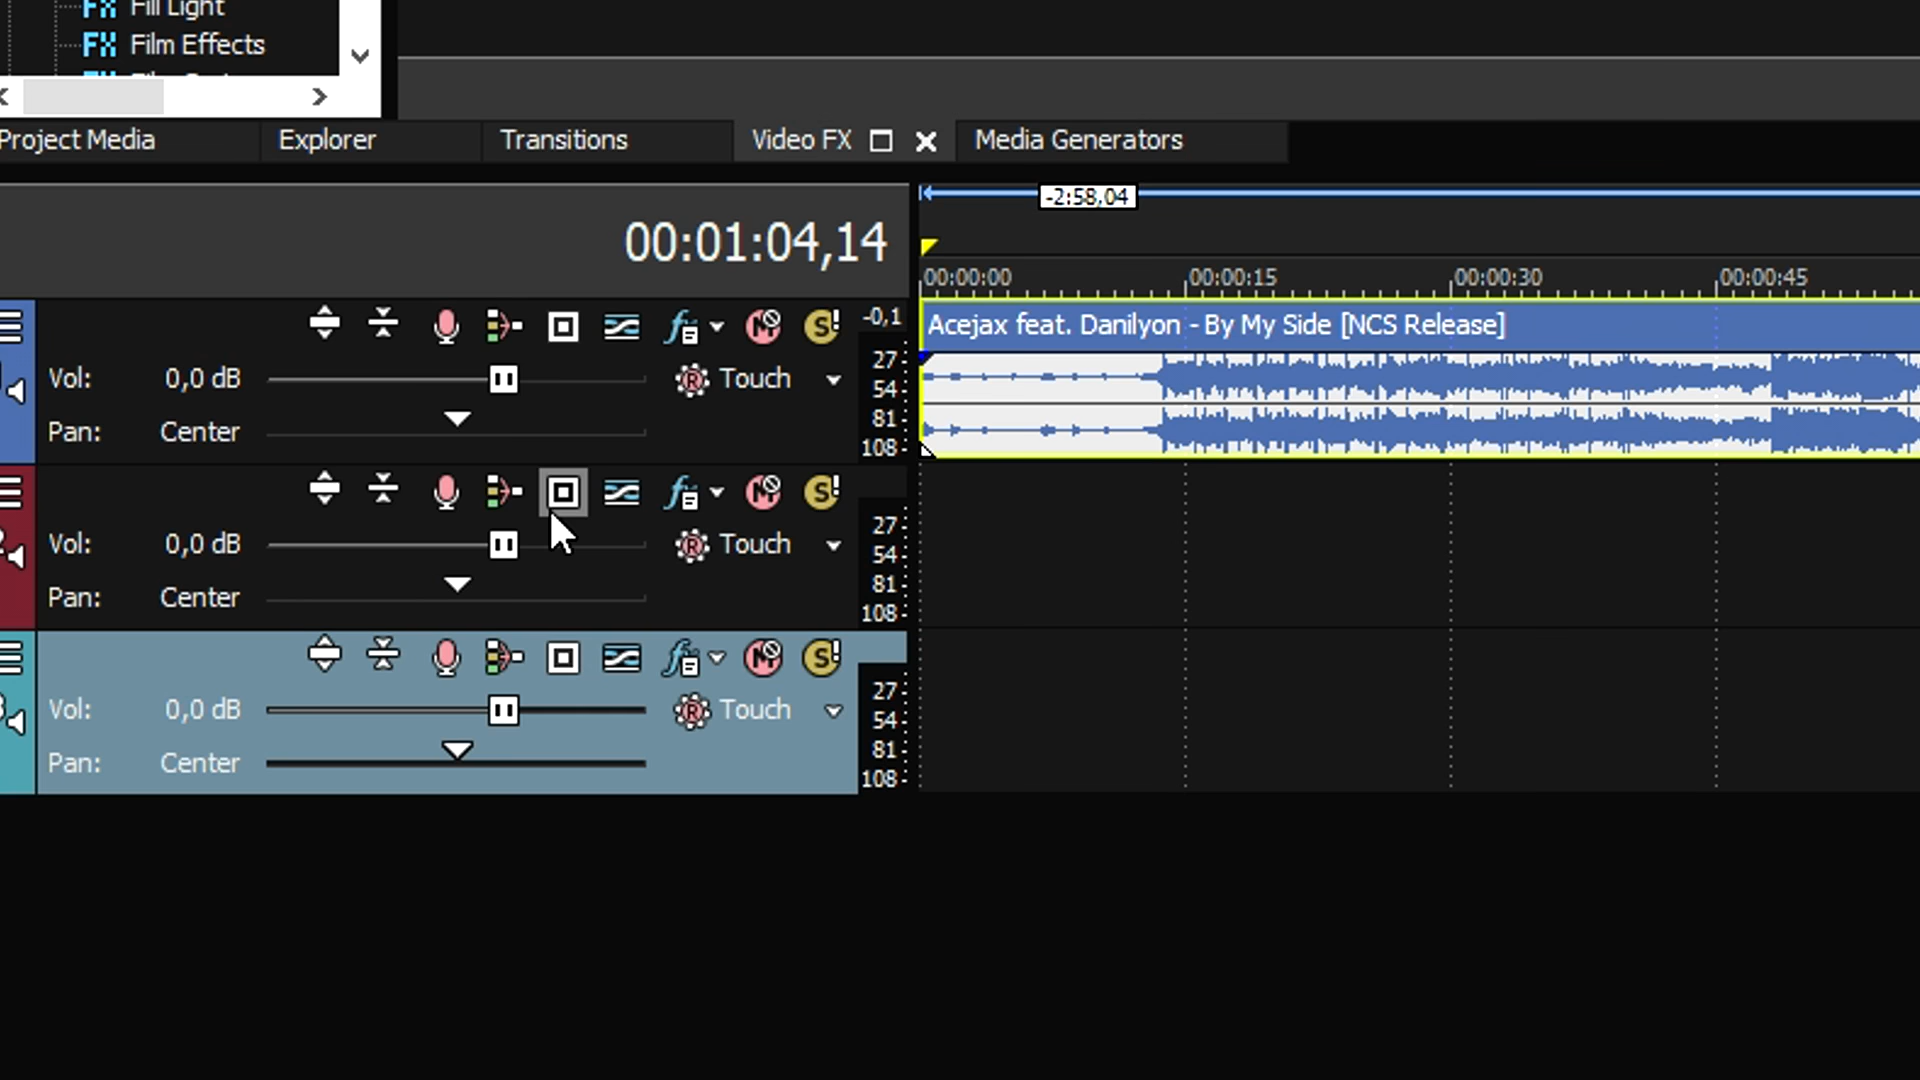 FX Fill Light
FX Film Effects
Project Media
Explorer
Transitions
Video FX
Media Generators
-2:58,04
00:01:04,14
00:00:00
00:00:15
00:00:30
00:00:45
Acejax feat. Danilyon - By My Side [NCS Release]
-0,1
Vol: 0,0 dB
Touch
Pan: Center
27
54
81
108
Vol: 0,0 dB
Touch
Pan: Center
27
54
81
108
Vol: 0,0 dB
Touch
Pan: Center
27
54
81
108